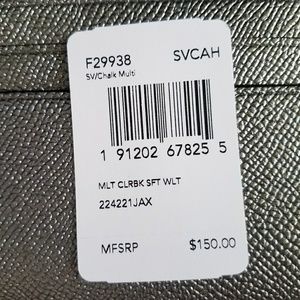 F29938 SVCAH
SV/Chalk Multi
1 91202 67825 5
MLT CLRBK SFT WLT
224221JAX
MFSRP $150.00